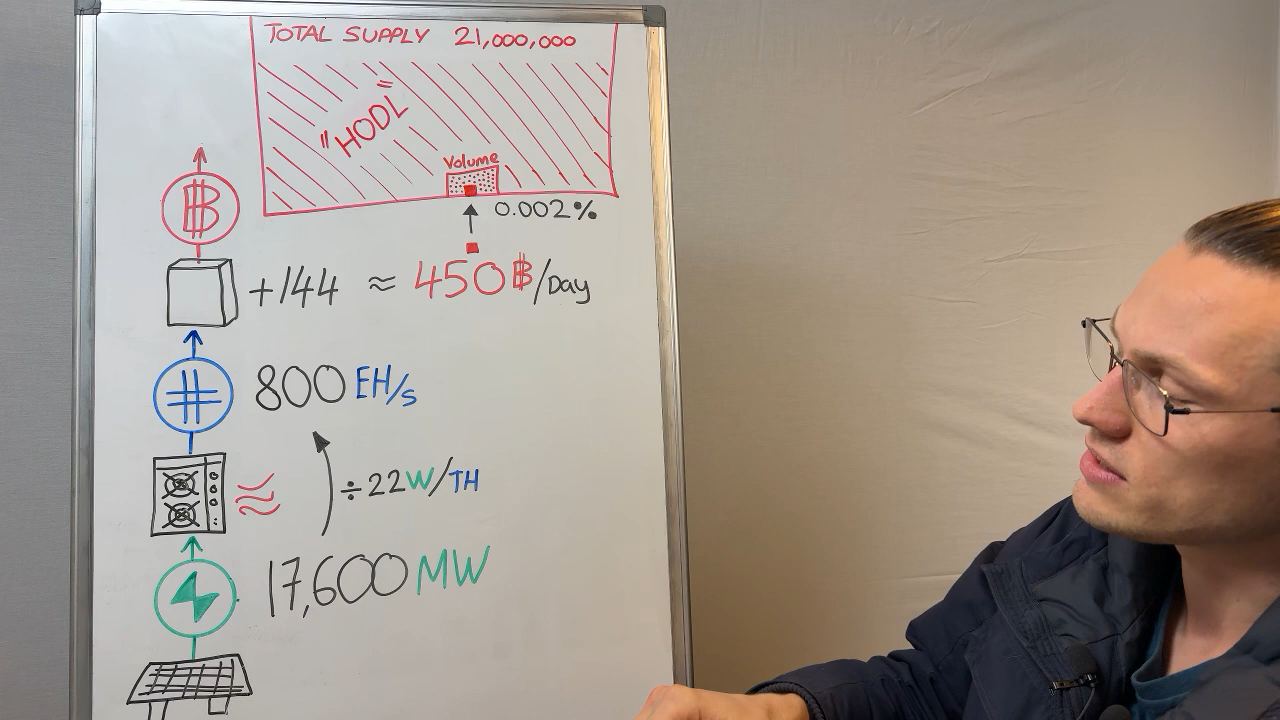 TOTAL SUPPLY 21,000,000
"HODL"
Volume
0.002%
₿
+144 ≈ 450 ₿/Day
# 800 EH/s
÷22W/TH
17,600 MW